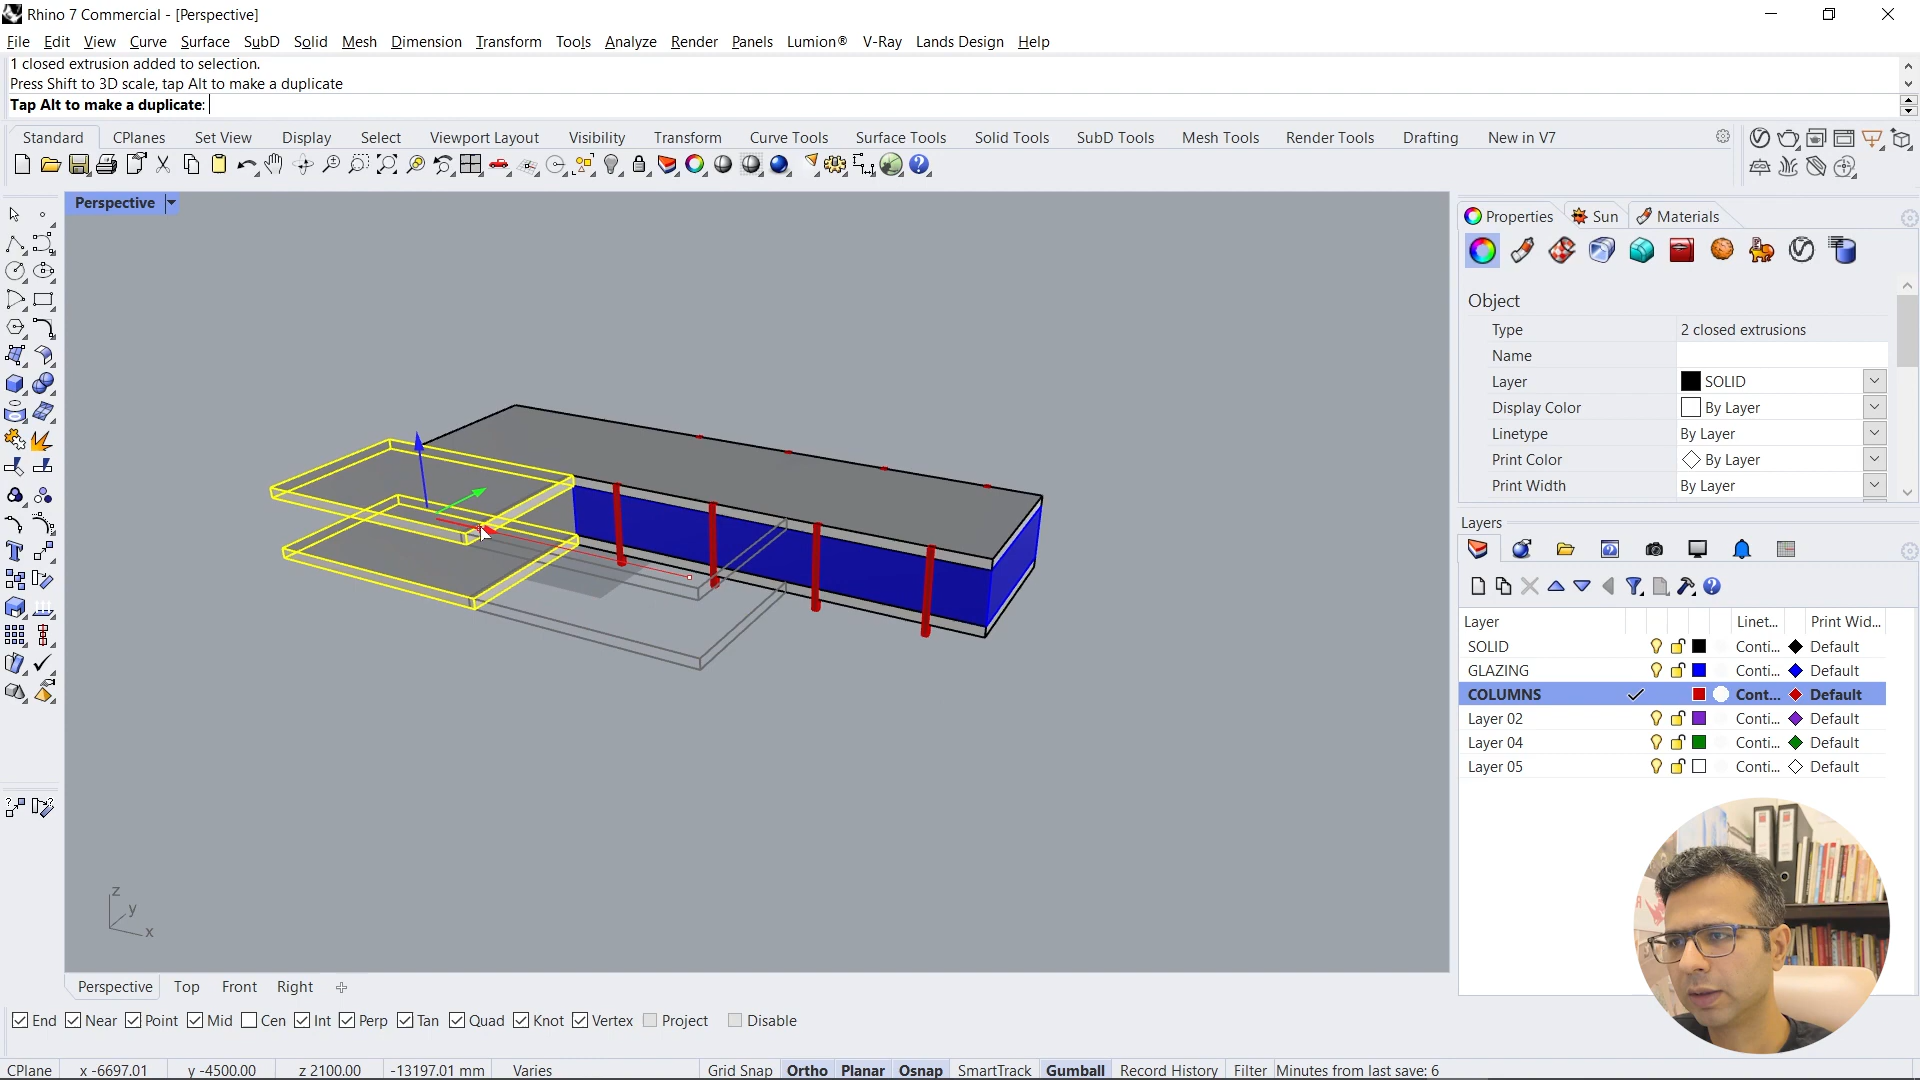 Rhino 7 Commercial - [Perspective]
File Edit View Curve Surface SubD Solid Mesh Dimension Transform Tools Analyze Render Panels Lumion® V-Ray Lands Design Help
1 closed extrusion added to selection.
Press Shift to 3D scale, tap Alt to make a duplicate
Tap Alt to make a duplicate:
Standard CPlanes Set View Display Select Viewport Layout Visibility Transform Curve Tools Surface Tools Solid Tools SubD Tools Mesh Tools Render Tools Drafting New in V7
Perspective
Properties Sun Materials
Object
Type 2 closed extrusions
Name
Layer SOLID
Display Color By Layer
Linetype By Layer
Print Color By Layer
Print Width By Layer
Layers
Layer Linet... Print Wid...
SOLID Conti... Default
GLAZING Conti... Default
COLUMNS Cont... Default
Layer 02 Conti... Default
Layer 04 Conti... Default
Layer 05 Conti... Default
z
y
x
Perspective Top Front Right
End Near Point Mid Cen Int Perp Tan Quad Knot Vertex Project Disable
CPlane x -6697.01 y -4500.00 z 2100.00 -13197.01 mm Varies Grid Snap Ortho Planar Osnap SmartTrack Gumball Record History Filter Minutes from last save: 6